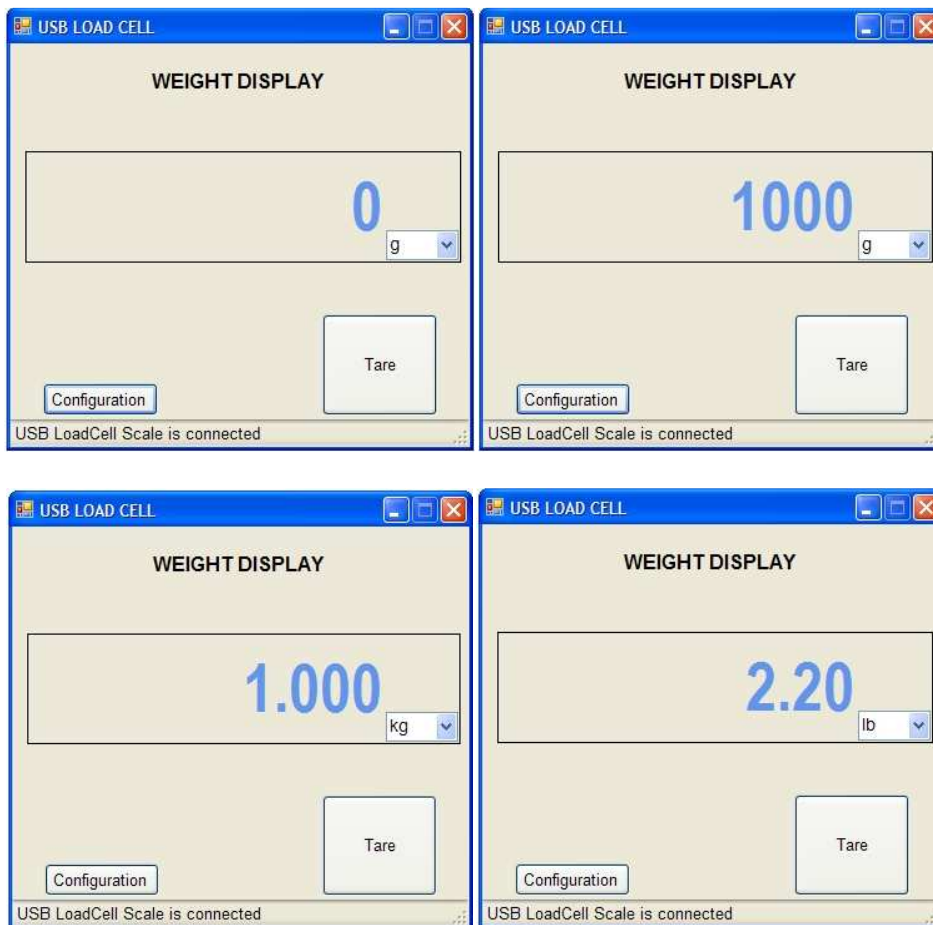 USB LOAD CELL
WEIGHT DISPLAY
0
g
Tare
Configuration
USB LoadCell Scale is connected
USB LOAD CELL
WEIGHT DISPLAY
1000
g
Tare
Configuration
USB LoadCell Scale is connected
USB LOAD CELL
WEIGHT DISPLAY
1.000
kg
Tare
Configuration
USB LoadCell Scale is connected
USB LOAD CELL
WEIGHT DISPLAY
2.20
lb
Tare
Configuration
USB LoadCell Scale is connected